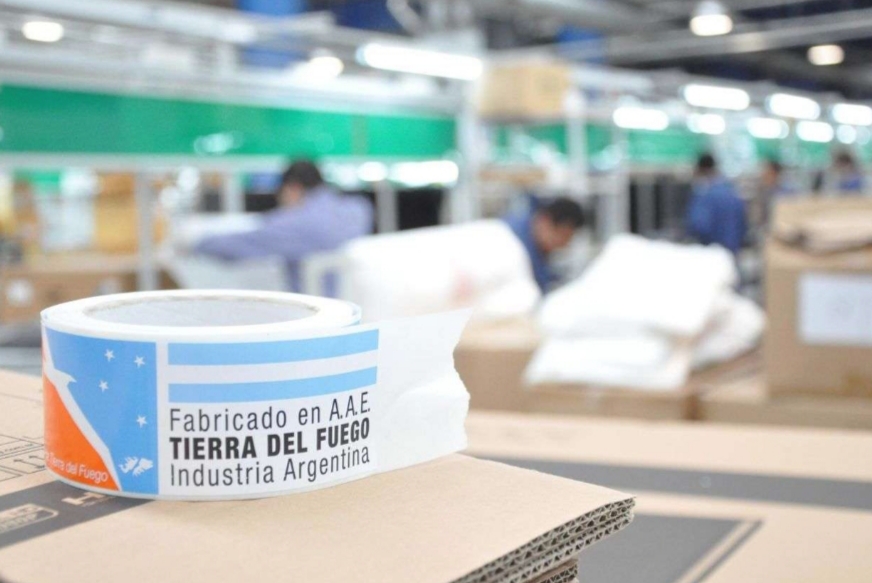 Fabricado en A.A.E.
TIERRA DEL FUEGO
Industria Argentina
Tierra del Fuego